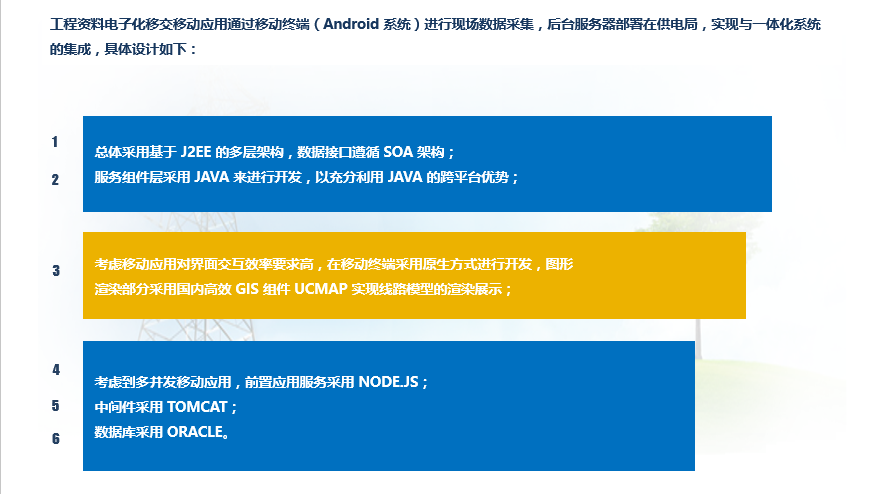 工程资料电子化移交移动应用通过移动终端（Android 系统）进行现场数据采集，后台服务器部署在供电局，实现与一体化系统
的集成，具体设计如下：
1
总体采用基于 J2EE 的多层架构，数据接口遵循 SOA 架构；
2
服务组件层采用 JAVA 来进行开发，以充分利用 JAVA 的跨平台优势；
3
考虑移动应用对界面交互效率要求高，在移动终端采用原生方式进行开发，图形
渲染部分采用国内高效 GIS 组件 UCMAP 实现线路模型的渲染展示；
4
考虑到多并发移动应用，前置应用服务采用 NODE.JS；
5
中间件采用 TOMCAT；
6
数据库采用 ORACLE。